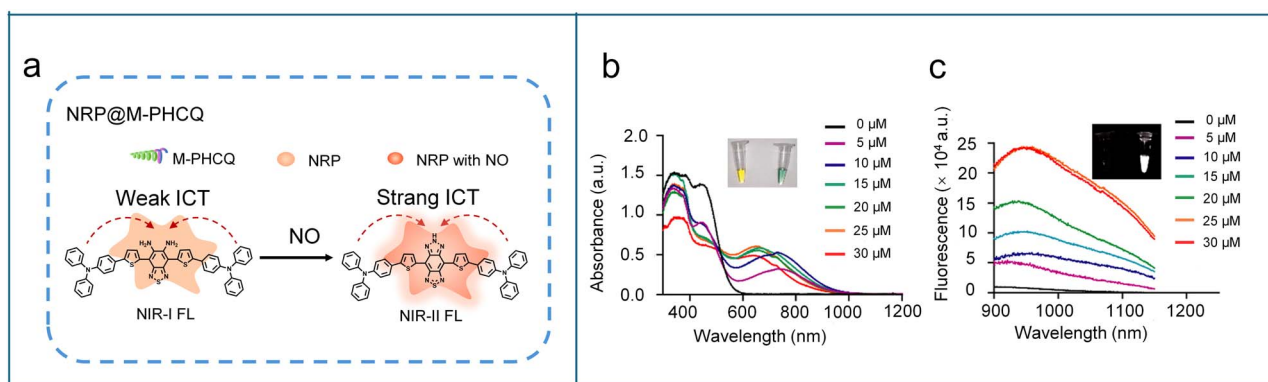 a
NRP@M-PHCQ
M-PHCQ
NRP
NRP with NO
Weak ICT
Strang ICT
H₂N NH₂
N S N
N
N
NO
H
N N N
N S N
N
N
S
S
S
S
NIR-I FL
NIR-II FL
b
Absorbance (a.u.)
2.0
1.5
1.0
0.5
0.0
400 600 800 1000 1200
Wavelength (nm)
0 μM
5 μM
10 μM
15 μM
20 μM
25 μM
30 μM
c
Fluorescence (× 10⁴ a.u.)
25
20
15
10
5
0
900 1000 1100 1200
Wavelength (nm)
0 μM
5 μM
10 μM
15 μM
20 μM
25 μM
30 μM